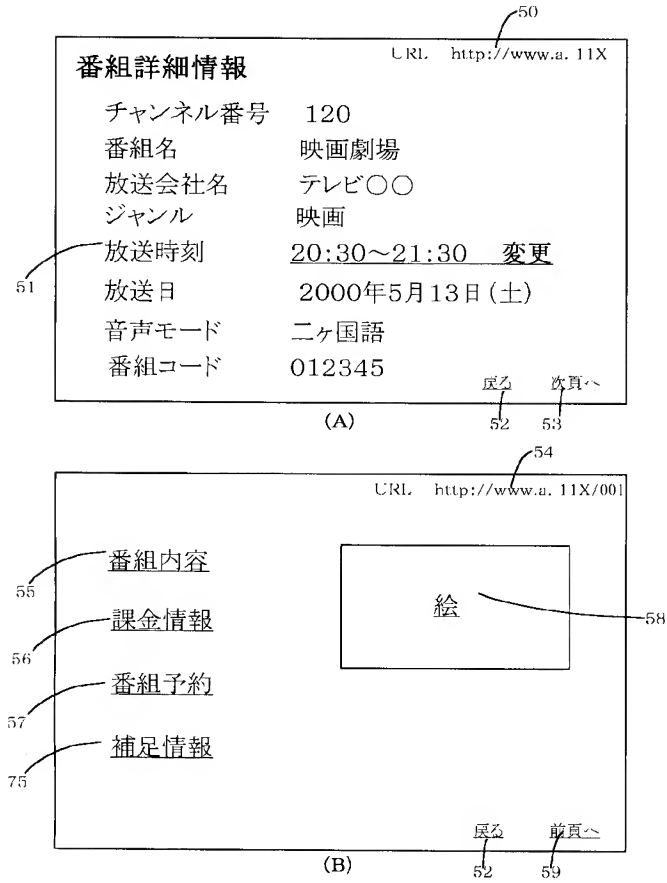 50
URL http://www.a.11X
番組詳細情報
チャンネル番号 120
番組名 映画劇場
放送会社名 テレビ〇〇
ジャンル 映画
51 放送時刻 20:30～21:30 変更
放送日 2000年5月13日(土)
音声モード 二ヶ国語
番組コード 012345
戻る 次頁へ
(A) 52 53
54
URL http://www.a.11X/001
55 番組内容
絵 58
56 課金情報
57 番組予約
75 補足情報
戻る 前頁へ
(B) 52 59